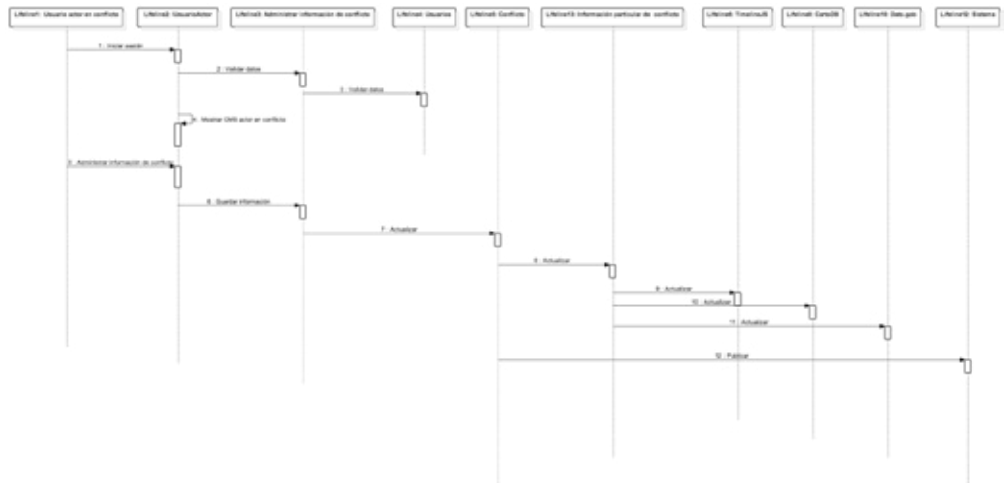 Lifeline1: Usuario actor en conflicto
Lifeline2: UsuarioActor
Lifeline3: Administrar información de conflicto
Lifeline4: Usuarios
Lifeline5: Conflicto
Lifeline13: Información particular de conflicto
Lifeline8: TimelineJS
Lifeline9: CartoDB
Lifeline10: Dato.gob
Lifeline12: Sistema
1 : Iniciar sesión
2 : Validar datos
3 : Validar datos
4 : Mostrar CMS actor en conflicto
5 : Administrar información de conflicto
6 : Guardar información
7 : Actualizar
8 : Actualizar
9 : Actualizar
10 : Actualizar
11 : Actualizar
12 : Publicar